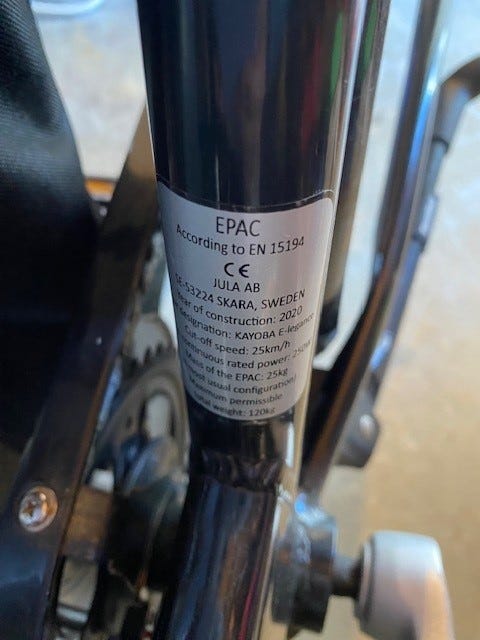 EPAC
According to EN 15194
CE
JULA AB
SE-53224 SKARA, SWEDEN
Year of construction: 2020
Designation: KAYOBA E-legance
Cut-off speed: 25km/h
Continuous rated power: 250W
Mass of the EPAC: 25kg
(most usual configuration)
Maximum permissible
total weight: 120kg